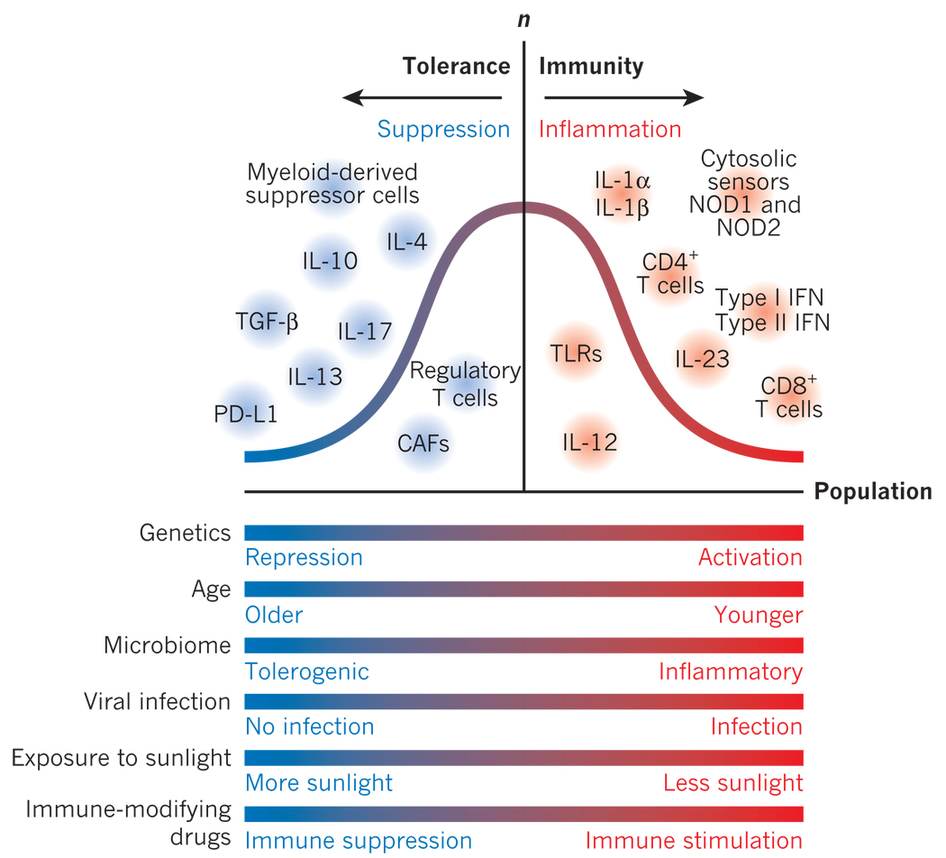 n
Tolerance
Immunity
Suppression
Inflammation
Myeloid-derived
suppressor cells
IL-4
IL-10
TGF-β
IL-17
IL-13
PD-L1
Regulatory
T cells
CAFs
IL-1α
IL-1β
Cytosolic
sensors
NOD1 and
NOD2
CD4⁺
T cells
Type I IFN
Type II IFN
TLRs
IL-23
CD8⁺
T cells
IL-12
Population
Genetics
Repression
Activation
Age
Older
Younger
Microbiome
Tolerogenic
Inflammatory
Viral infection
No infection
Infection
Exposure to sunlight
More sunlight
Less sunlight
Immune-modifying
drugs
Immune suppression
Immune stimulation